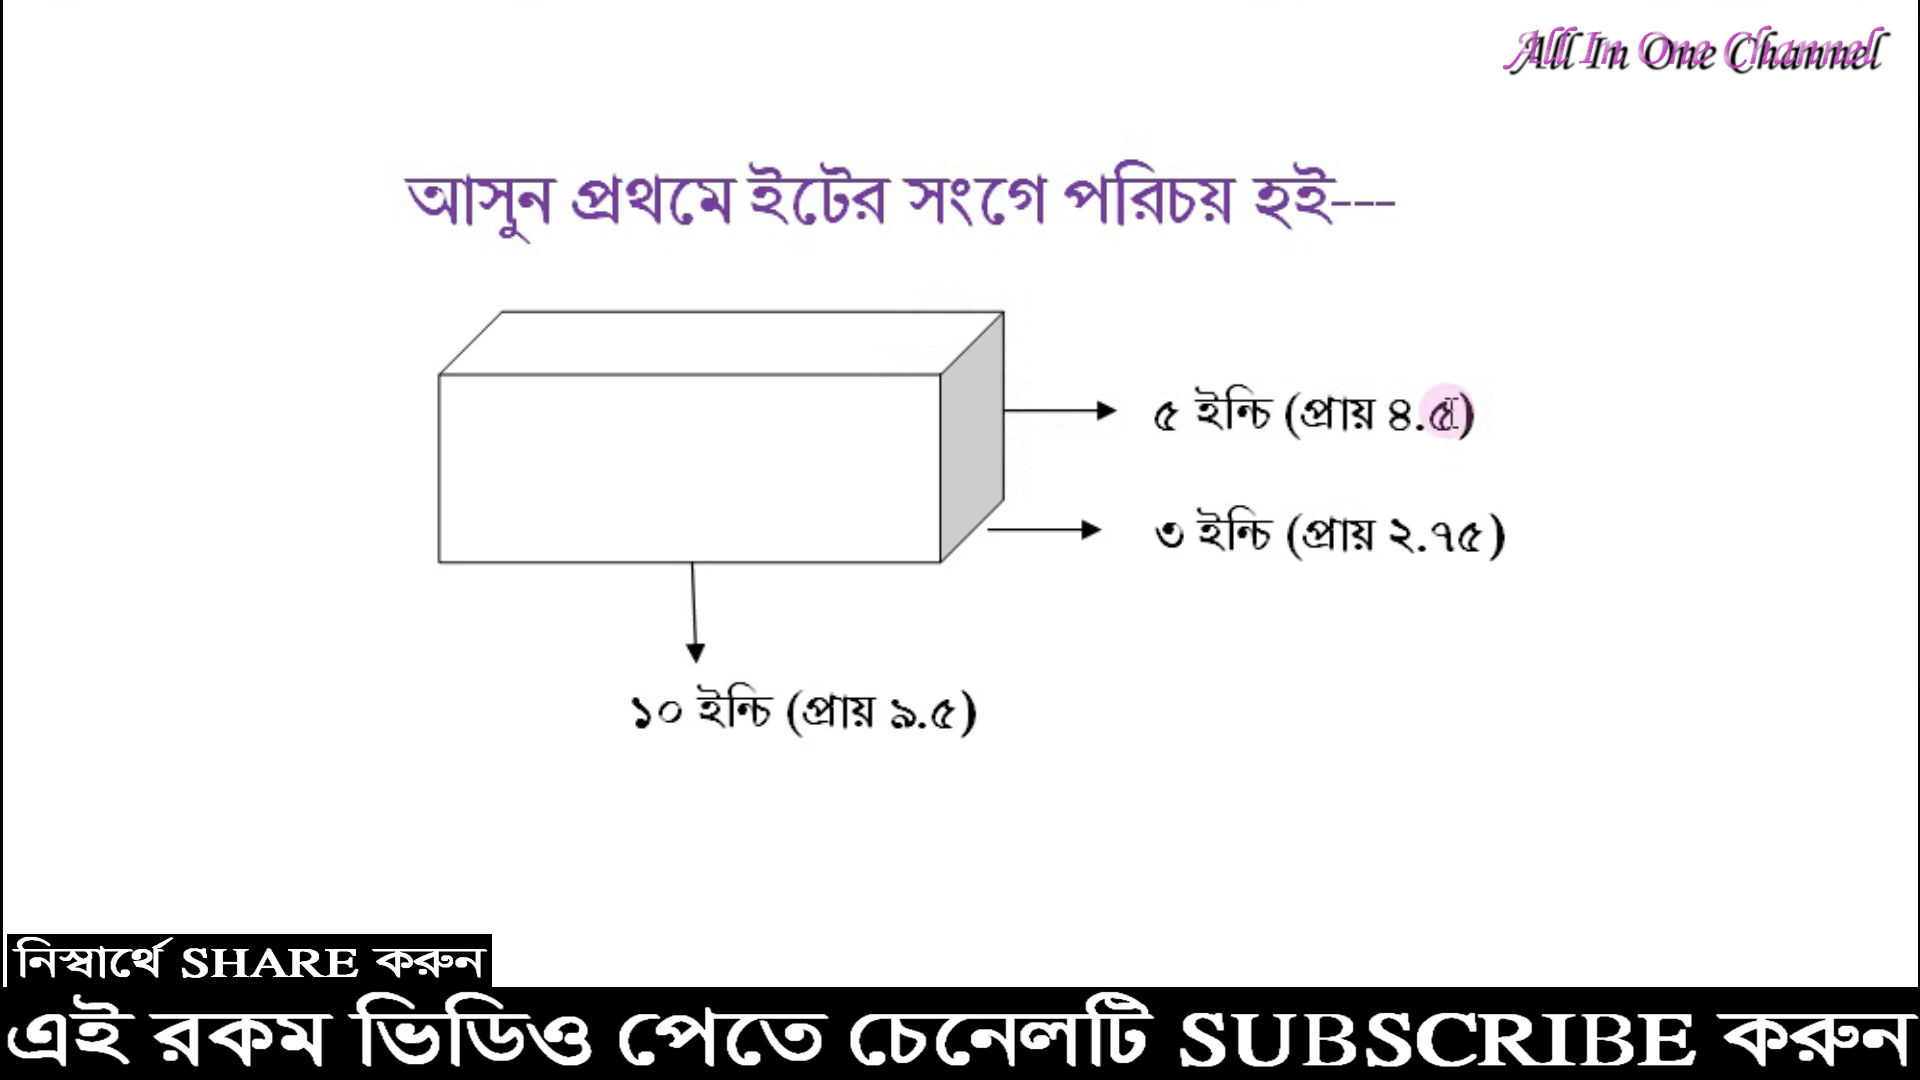 All In One Channel
আসুন প্রথমে ইটের সংগে পরিচয় হই---
৫ ইন্চি (প্রায় ৪.৫)
৩ ইন্চি (প্রায় ২.৭৫)
১০ ইন্চি (প্রায় ৯.৫)
নিস্বার্থে SHARE করুন
এই রকম ভিডিও পেতে চেনেলটি SUBSCRIBE করুন